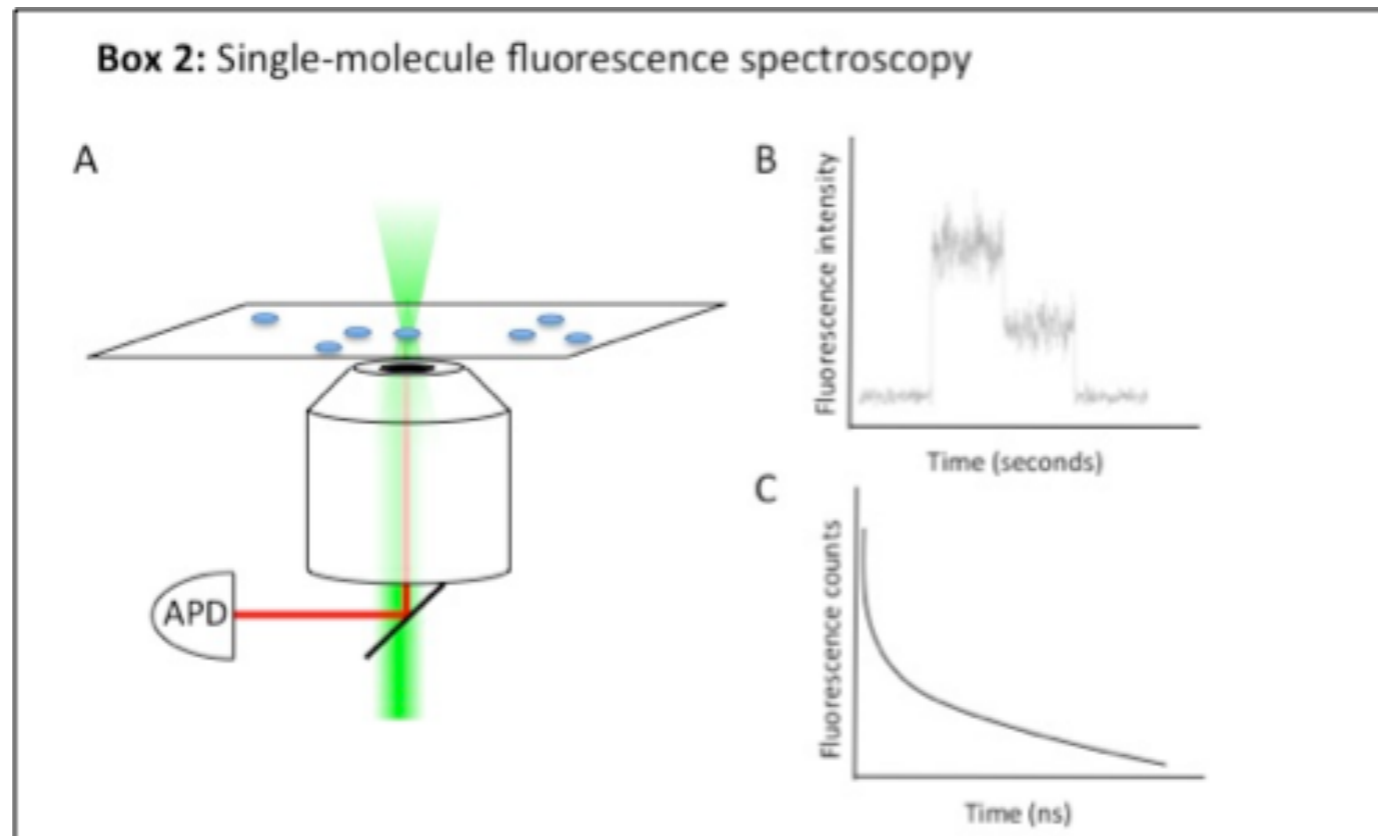 Box 2: Single-molecule fluorescence spectroscopy
A
APD
B
Fluorescence intensity
Time (seconds)
C
Fluorescence counts
Time (ns)